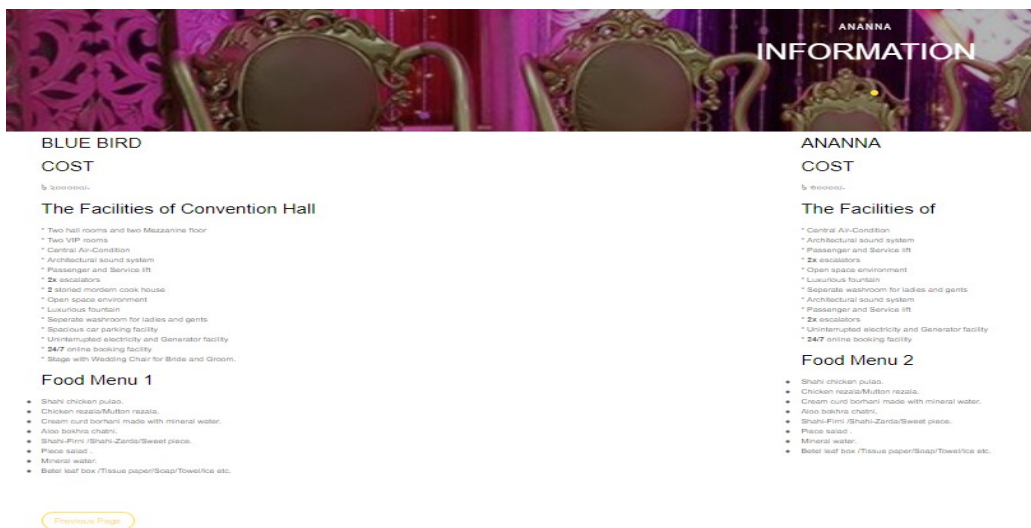 ANANNA
INFORMATION
BLUE BIRD
COST
The Facilities of Convention Hall
* Two hall rooms and two Mezzanine floor
* Two VIP rooms
* Central Air-Condition
* Architectural sound system
* Passenger and Service lift
* 2x escalators
* 2 storied mordern cook house
* Open space environment
* Luxurious fountain
* Seperate washroom for ladies and gents
* Spacious car parking facility
* Uninterrupted electricity and Generator facility
* 24/7 online booking facility
* Stage with Wedding Chair for Bride and Groom.
Food Menu 1
Shahi chicken pulao.
Chicken rezala/Mutton rezala.
Cream curd borhani made with mineral water.
Aloo bokhra chatni.
Shahi-Firni /Shahi-Zarda/Sweet piece.
Piece salad .
Mineral water.
Betel leaf box /Tissue paper/Soap/Towel/Ice etc.
Previous Page
ANANNA
COST
The Facilities of
* Central Air-Condition
* Architectural sound system
* Passenger and Service lift
* 2x escalators
* Open space environment
* Luxurious fountain
* Seperate washroom for ladies and gents
* Architectural sound system
* Passenger and Service lift
* 2x escalators
* Uninterrupted electricity and Generator facility
* 24/7 online booking facility
Food Menu 2
Shahi chicken pulao.
Chicken rezala/Mutton rezala.
Cream curd borhani made with mineral water.
Aloo bokhra chatni.
Shahi-Firni /Shahi-Zarda/Sweet piece.
Piece salad .
Mineral water.
Betel leaf box /Tissue paper/Soap/Towel/Ice etc.